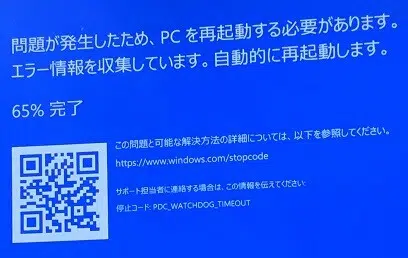 問題が発生したため、PC を再起動する必要があります。
エラー情報を収集しています。自動的に再起動します。
65% 完了
この問題と可能な解決方法の詳細については、以下を参照してください。
https://www.windows.com/stopcode
サポート担当者に連絡する場合は、この情報を伝えてください:
停止コード: PDC_WATCHDOG_TIMEOUT